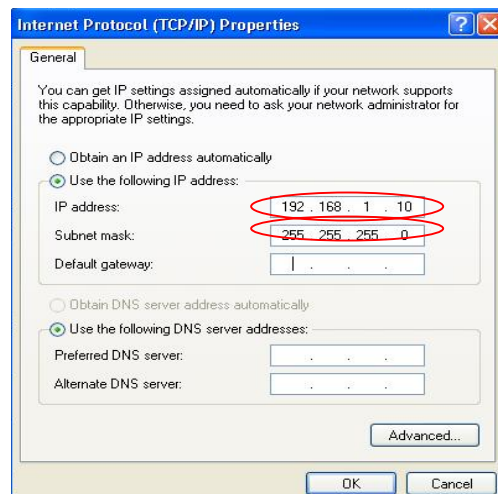 Internet Protocol (TCP/IP) Properties
General
You can get IP settings assigned automatically if your network supports
this capability. Otherwise, you need to ask your network administrator for
the appropriate IP settings.
Obtain an IP address automatically
Use the following IP address:
IP address: 192 . 168 . 1 . 10
Subnet mask: 255 . 255 . 255 . 0
Default gateway: . . .
Obtain DNS server address automatically
Use the following DNS server addresses:
Preferred DNS server: . . .
Alternate DNS server: . . .
Advanced...
OK Cancel